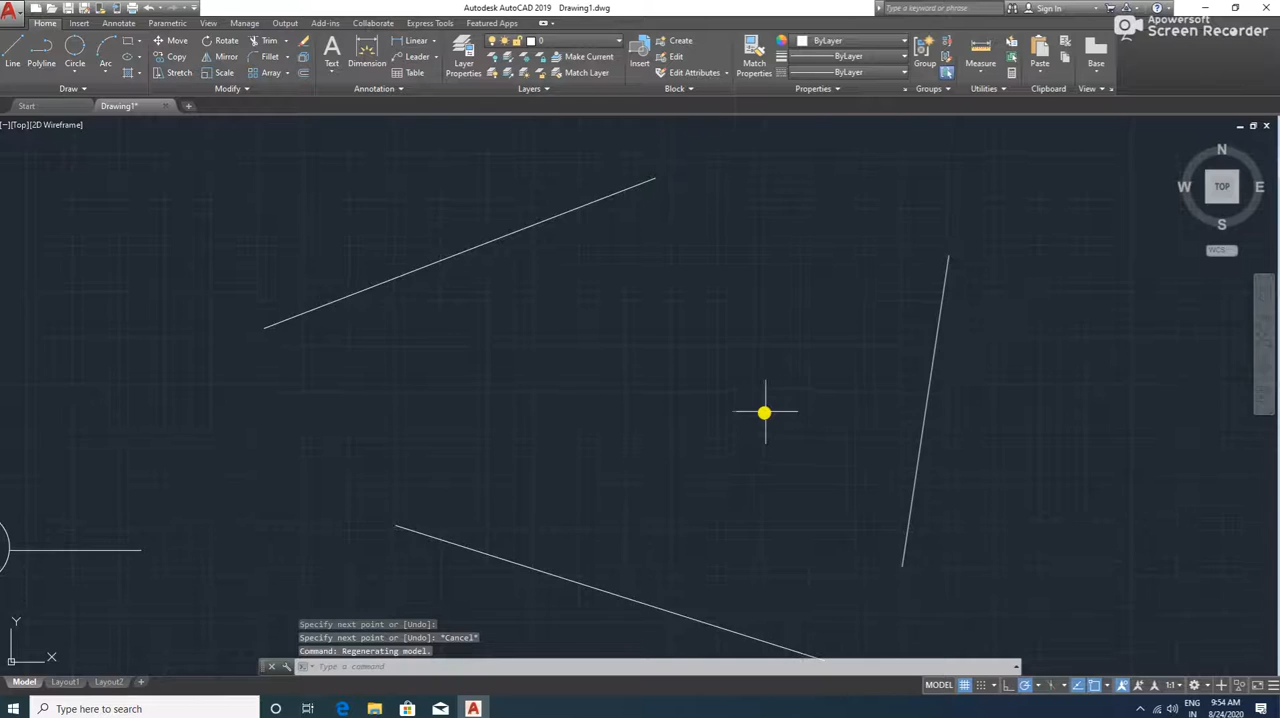 Autodesk AutoCAD 2019 Drawing1.dwg
Type a keyword or phrase
Sign In
Apowersoft
Screen Recorder
Home Insert Annotate Parametric View Manage Output Add-ins Collaborate Express Tools Featured Apps
Line Polyline Circle Arc
Move Rotate Trim
Copy Mirror Fillet
Stretch Scale Array
Text Dimension
Linear
Leader
Table
Layer Properties
0
Make Current
Match Layer
Insert
Create
Edit
Edit Attributes
Match Properties
ByLayer
ByLayer
ByLayer
Group
Measure
Paste
Base
Draw Modify Annotation Layers Block Properties Groups Utilities Clipboard View
Start Drawing1*
[−][Top][2D Wireframe]
N
W TOP E
S
WCS
Specify next point or [Undo]:
Specify next point or [Undo]: *Cancel*
Command: Regenerating model.
Type a command
Y
X
Model Layout1 Layout2 +
MODEL 1:1
Type here to search
A
ENG 9:54 AM
IN 8/24/2020